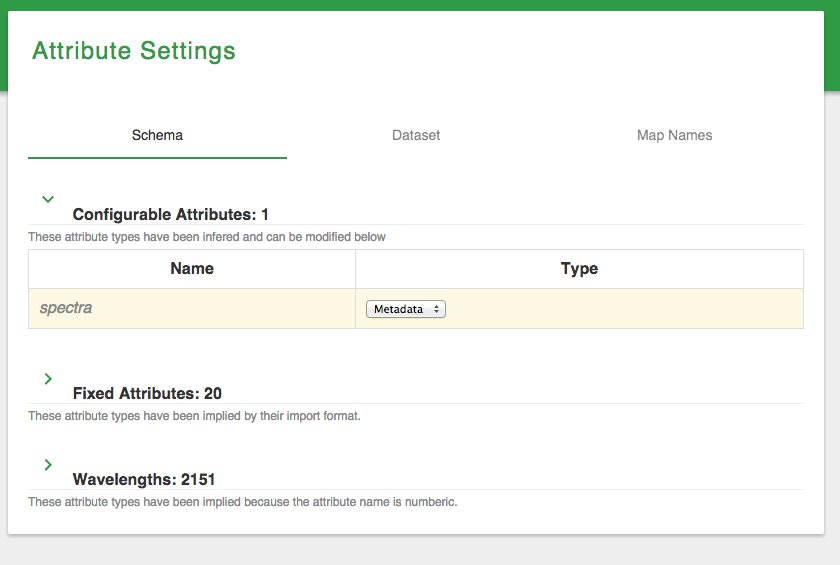 Attribute Settings
Schema Dataset Map Names
Configurable Attributes: 1
These attribute types have been infered and can be modified below
Name Type
spectra Metadata
Fixed Attributes: 20
These attribute types have been implied by their import format.
Wavelengths: 2151
These attribute types have been implied because the attribute name is numberic.